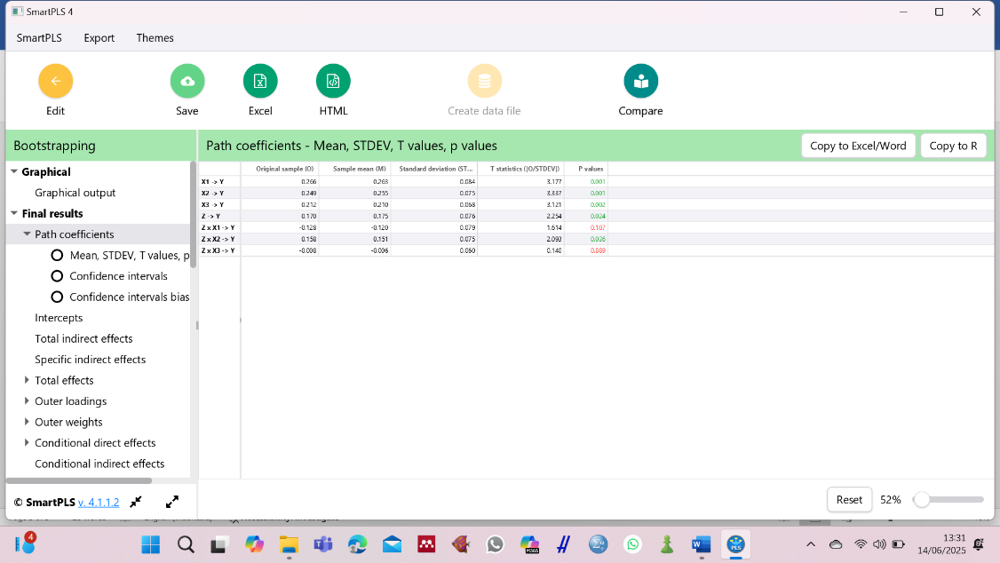 SmartPLS 4
SmartPLS Export Themes
Edit Save Excel HTML Create data file Compare
Bootstrapping
Path coefficients - Mean, STDEV, T values, p values
Copy to Excel/Word Copy to R
Graphical
Graphical output
Final results
Path coefficients
Mean, STDEV, T values, p
Confidence intervals
Confidence intervals bias
Intercepts
Total indirect effects
Specific indirect effects
Total effects
Outer loadings
Outer weights
Conditional direct effects
Conditional indirect effects
Original sample (O) Sample mean (M) Standard deviation (ST... T statistics (|O/STDEV|) P values
X1 -> Y 0.266 0.263 0.084 3.177 0.001
X2 -> Y 0.249 0.255 0.075 3.337 0.001
X3 -> Y 0.212 0.210 0.068 3.121 0.002
Z -> Y 0.170 0.175 0.076 2.254 0.024
Z x X1 -> Y -0.128 -0.120 0.079 1.614 0.107
Z x X2 -> Y 0.158 0.151 0.075 2.093 0.036
Z x X3 -> Y -0.008 -0.006 0.060 0.140 0.889
© SmartPLS v. 4.1.1.2
Reset 52%
4
13:31
14/06/2025